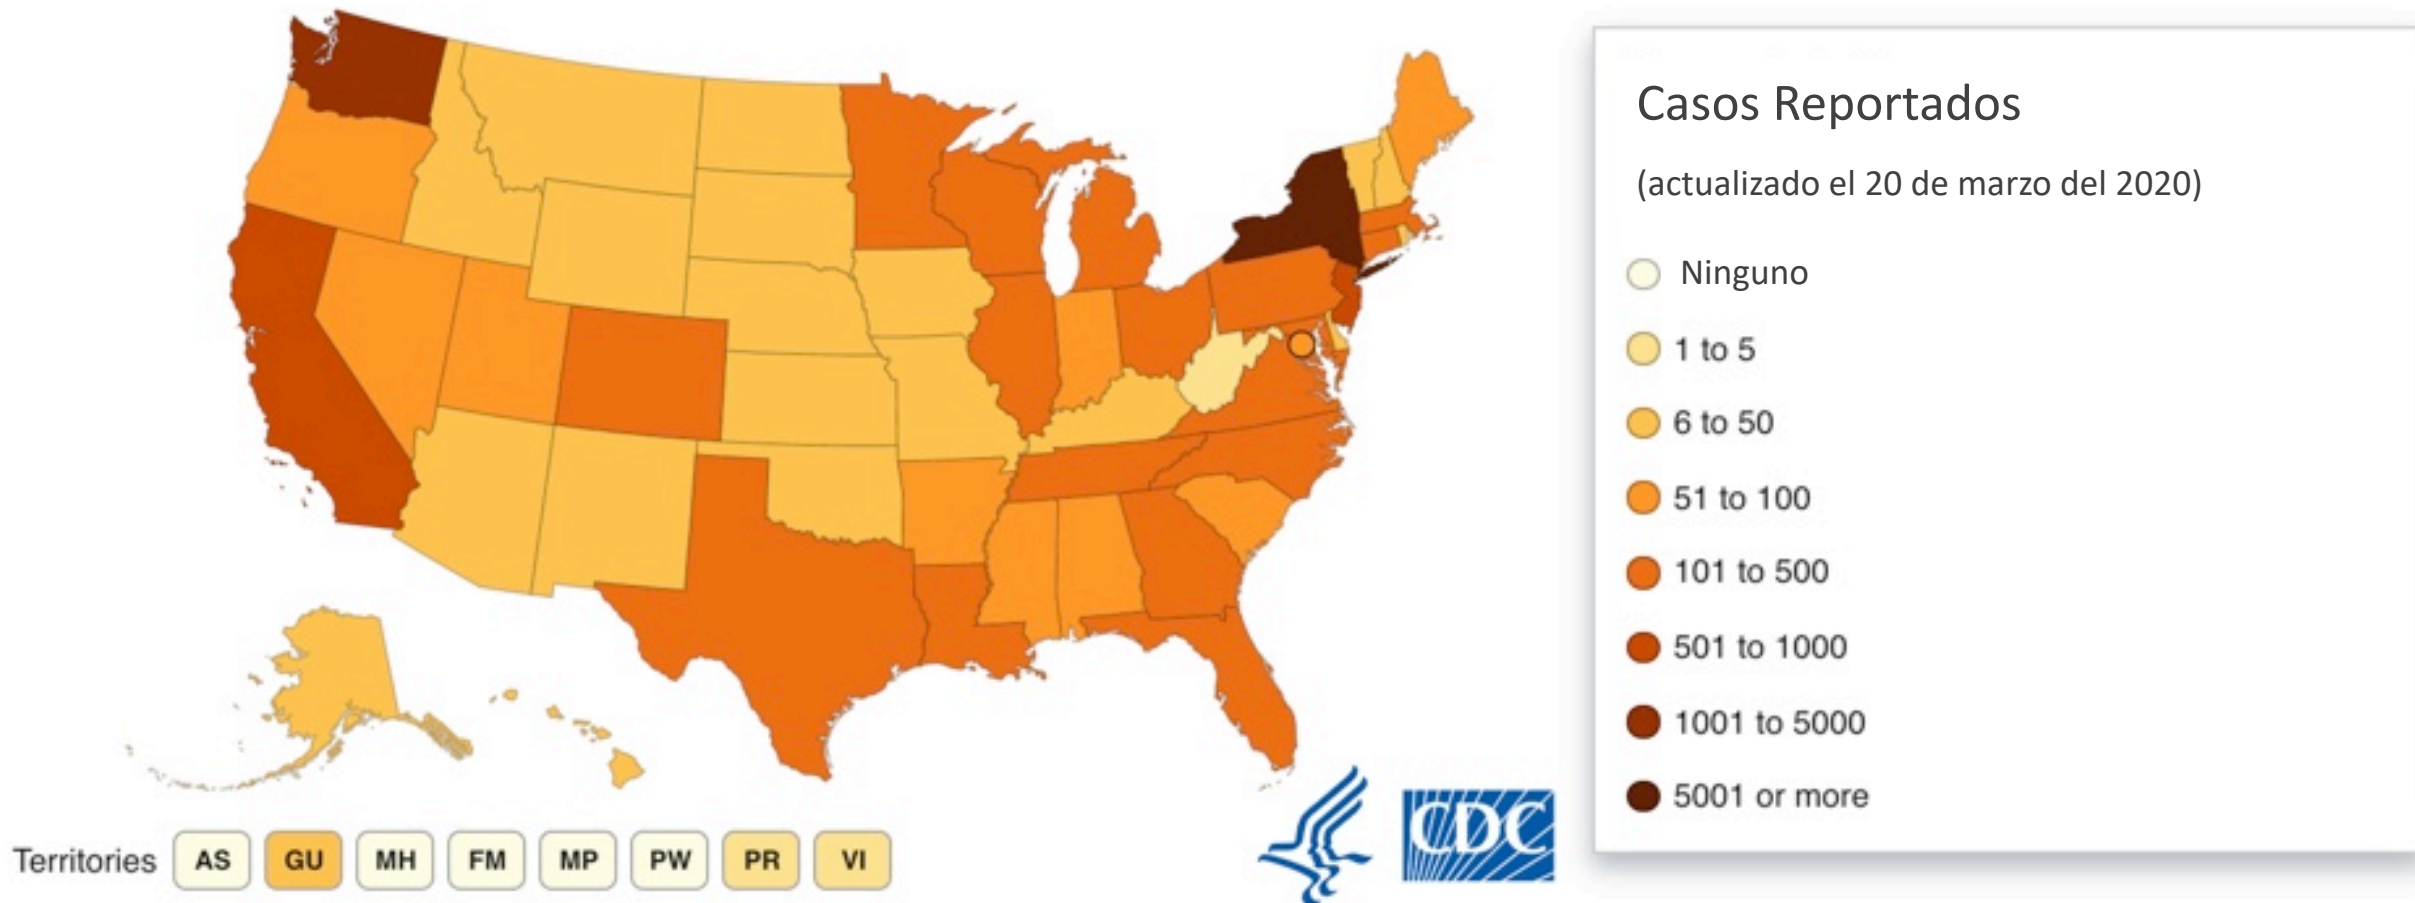 Casos Reportados
(actualizado el 20 de marzo del 2020)
Ninguno
1 to 5
6 to 50
51 to 100
101 to 500
501 to 1000
1001 to 5000
5001 or more
Territories AS GU MH FM MP PW PR VI
CDC